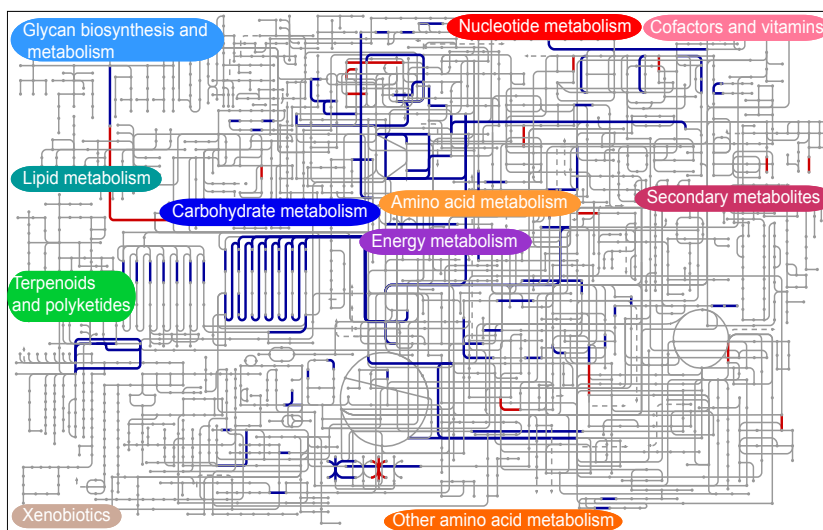 Glycan biosynthesis and
metabolism
Nucleotide metabolism
Cofactors and vitamins
Lipid metabolism
Carbohydrate metabolism
Amino acid metabolism
Secondary metabolites
Energy metabolism
Terpenoids
and polyketides
Xenobiotics
Other amino acid metabolism